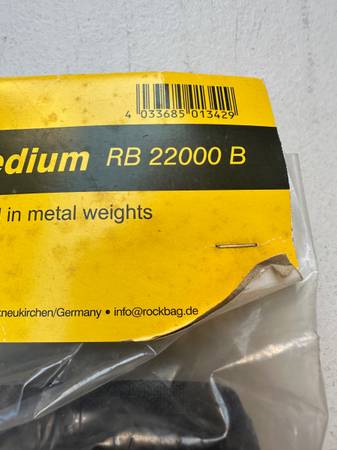 4 033685 013429
edium RB 22000 B
in metal weights
neukirchen/Germany • info@rockbag.de